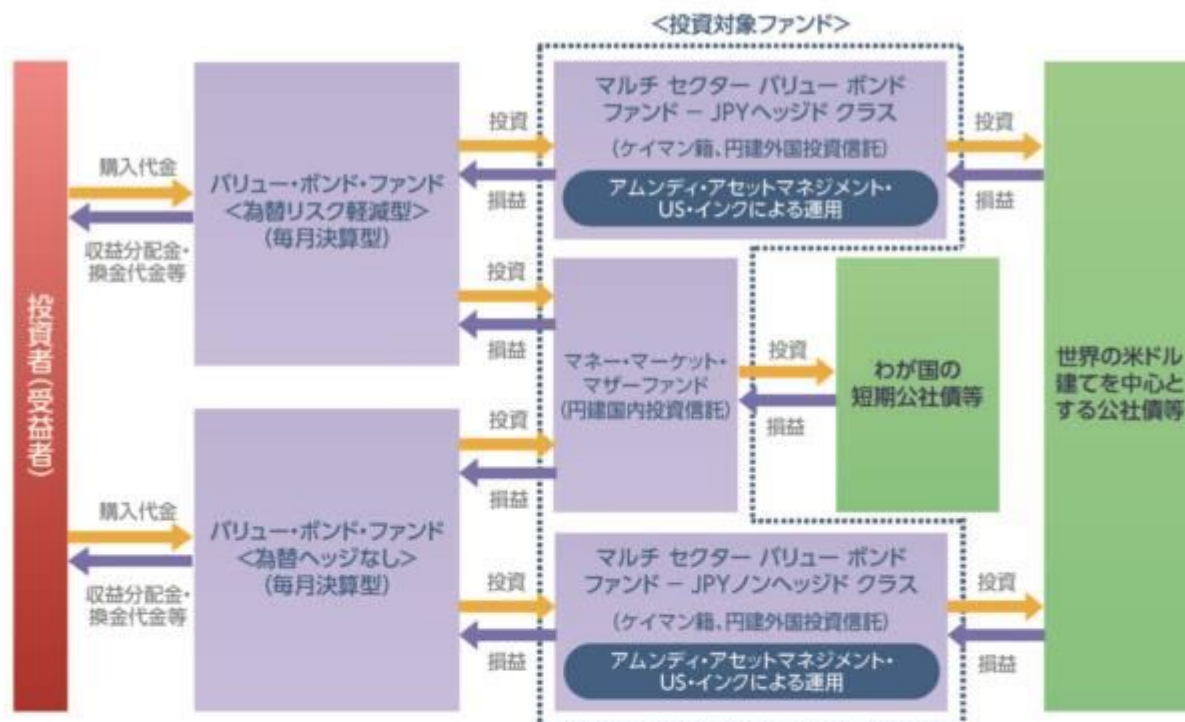 <投資対象ファンド>
投資者(受益者)
購入代金
収益分配金・
換金代金等
バリュー・ボンド・ファンド
<為替リスク軽減型>
(毎月決算型)
投資
損益
マルチ セクター バリュー ボンド
ファンド − JPYヘッジド クラス
(ケイマン籍、円建外国投資信託)
アムンディ・アセットマネジメント・
US・インクによる運用
投資
損益
投資
損益
マネー・マーケット・
マザーファンド
(円建国内投資信託)
投資
損益
わが国の
短期公社債等
世界の米ドル
建てを中心と
する公社債等
投資
損益
購入代金
収益分配金・
換金代金等
バリュー・ボンド・ファンド
<為替ヘッジなし>
(毎月決算型)
投資
損益
マルチ セクター バリュー ボンド
ファンド − JPYノンヘッジド クラス
(ケイマン籍、円建外国投資信託)
アムンディ・アセットマネジメント・
US・インクによる運用
投資
損益